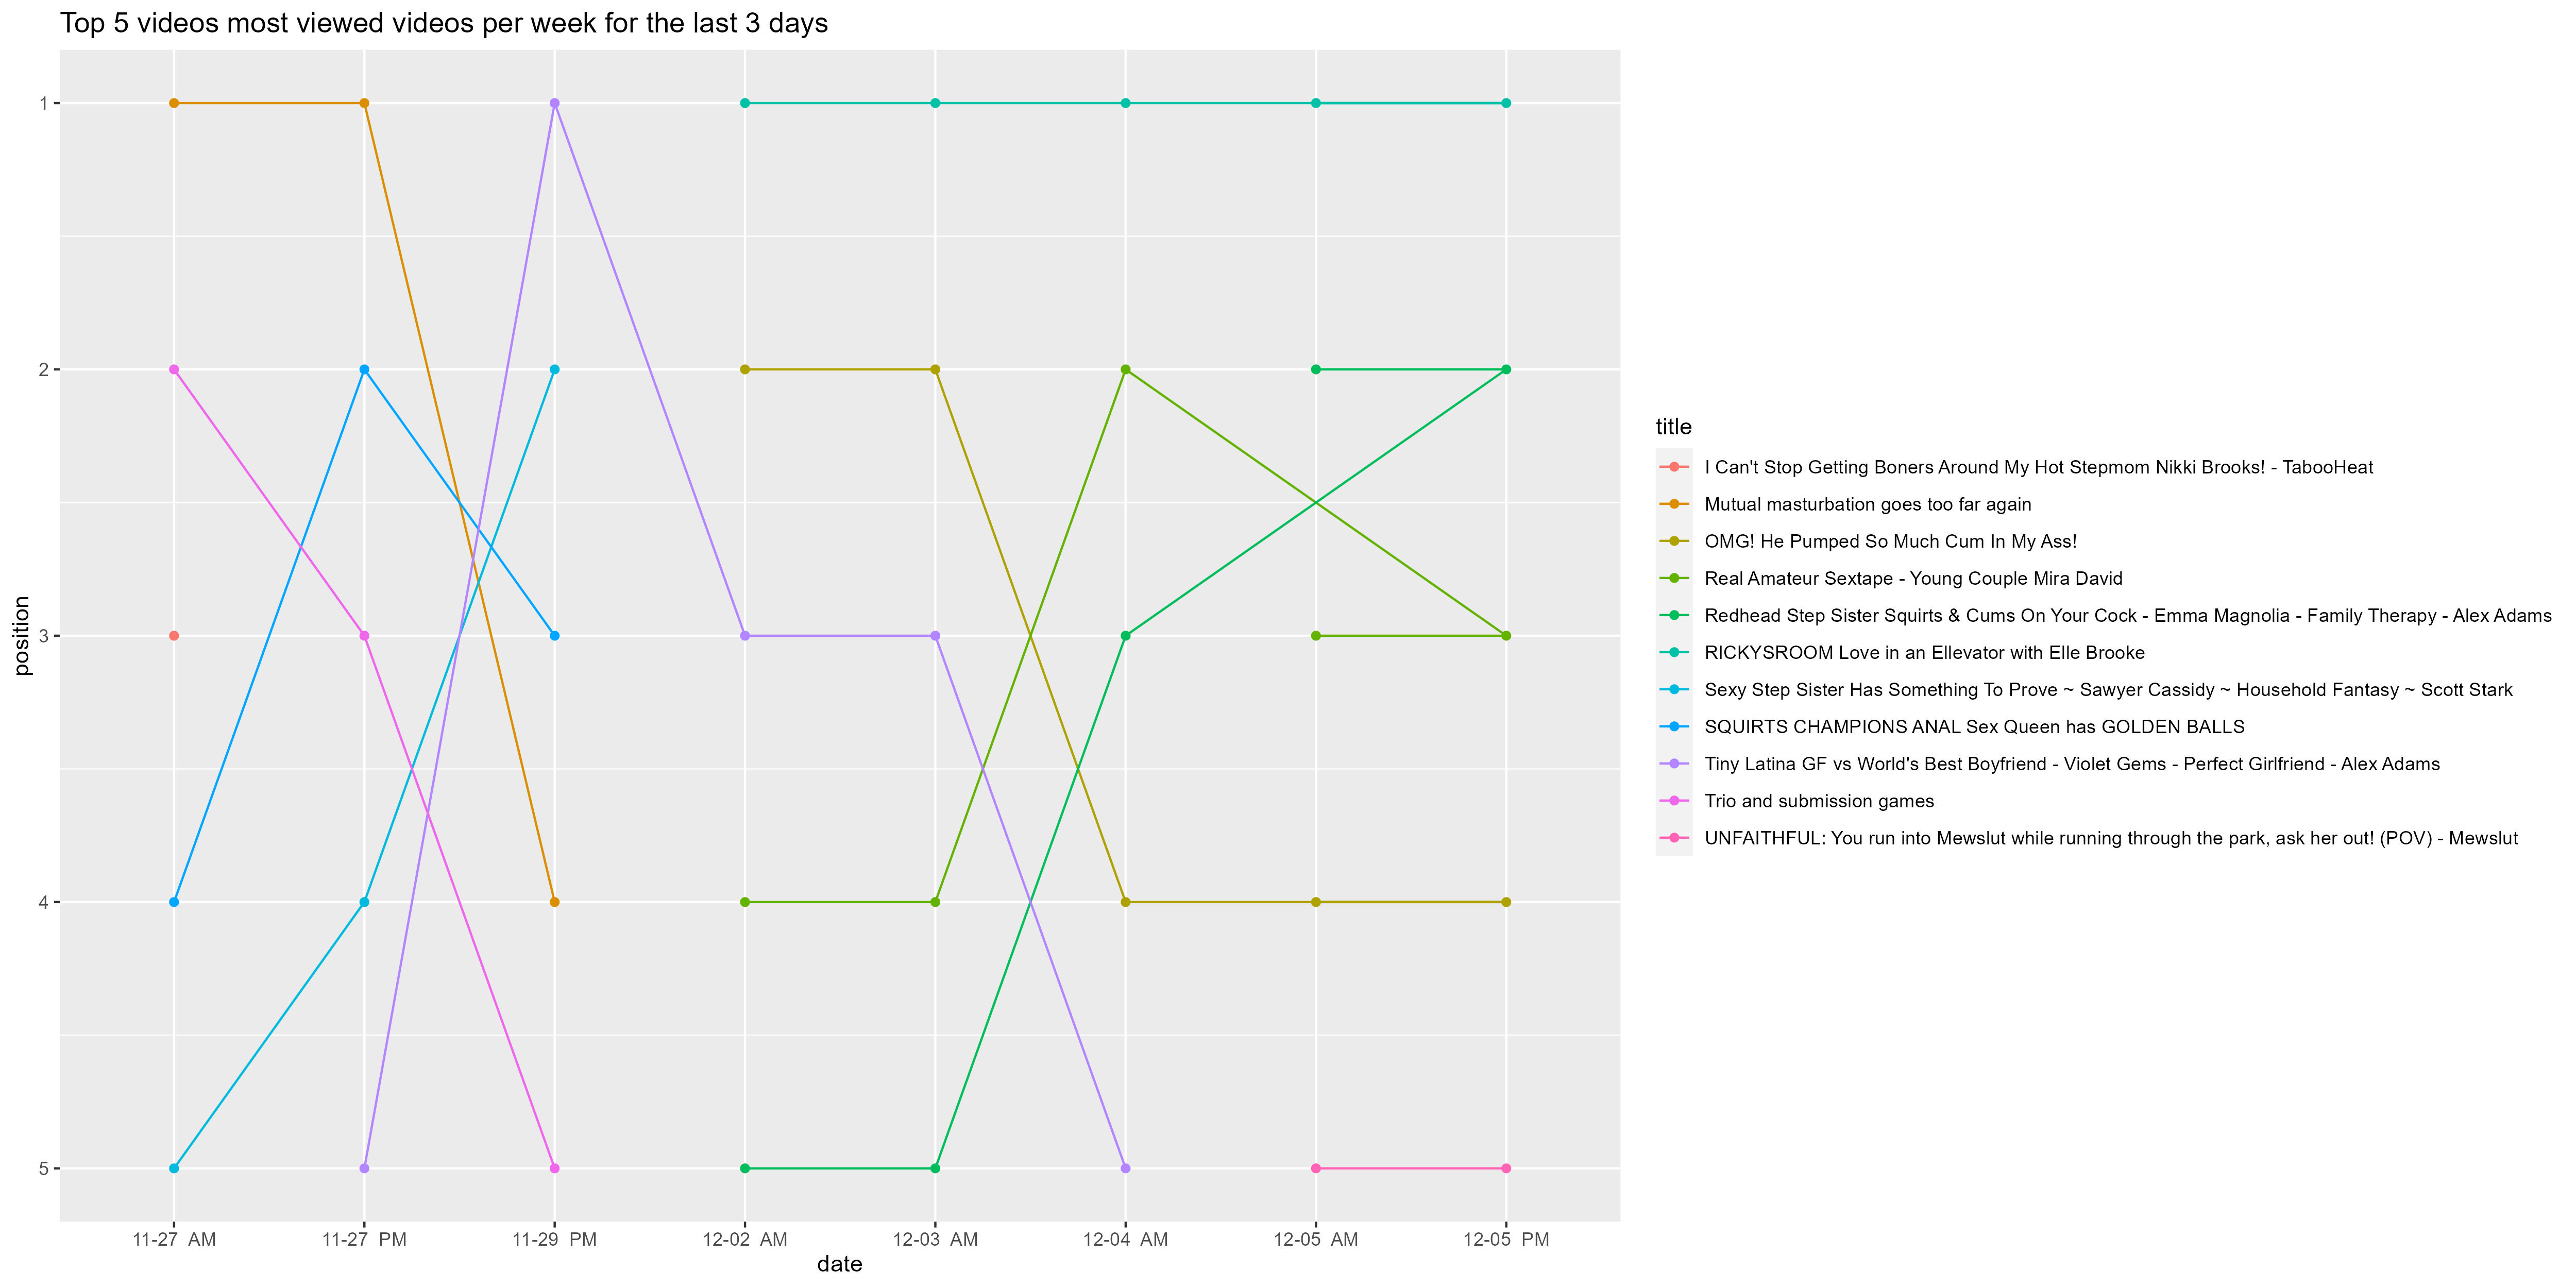 Top 5 videos most viewed videos per week for the last 3 days
position
1
2
3
4
5
11-27 AM
11-27 PM
11-29 PM
12-02 AM
12-03 AM
12-04 AM
12-05 AM
12-05 PM
date
title
I Can't Stop Getting Boners Around My Hot Stepmom Nikki Brooks! - TabooHeat
Mutual masturbation goes too far again
OMG! He Pumped So Much Cum In My Ass!
Real Amateur Sextape - Young Couple Mira David
Redhead Step Sister Squirts & Cums On Your Cock - Emma Magnolia - Family Therapy - Alex Adams
RICKYSROOM Love in an Ellevator with Elle Brooke
Sexy Step Sister Has Something To Prove ~ Sawyer Cassidy ~ Household Fantasy ~ Scott Stark
SQUIRTS CHAMPIONS ANAL Sex Queen has GOLDEN BALLS
Tiny Latina GF vs World's Best Boyfriend - Violet Gems - Perfect Girlfriend - Alex Adams
Trio and submission games
UNFAITHFUL: You run into Mewslut while running through the park, ask her out! (POV) - Mewslut